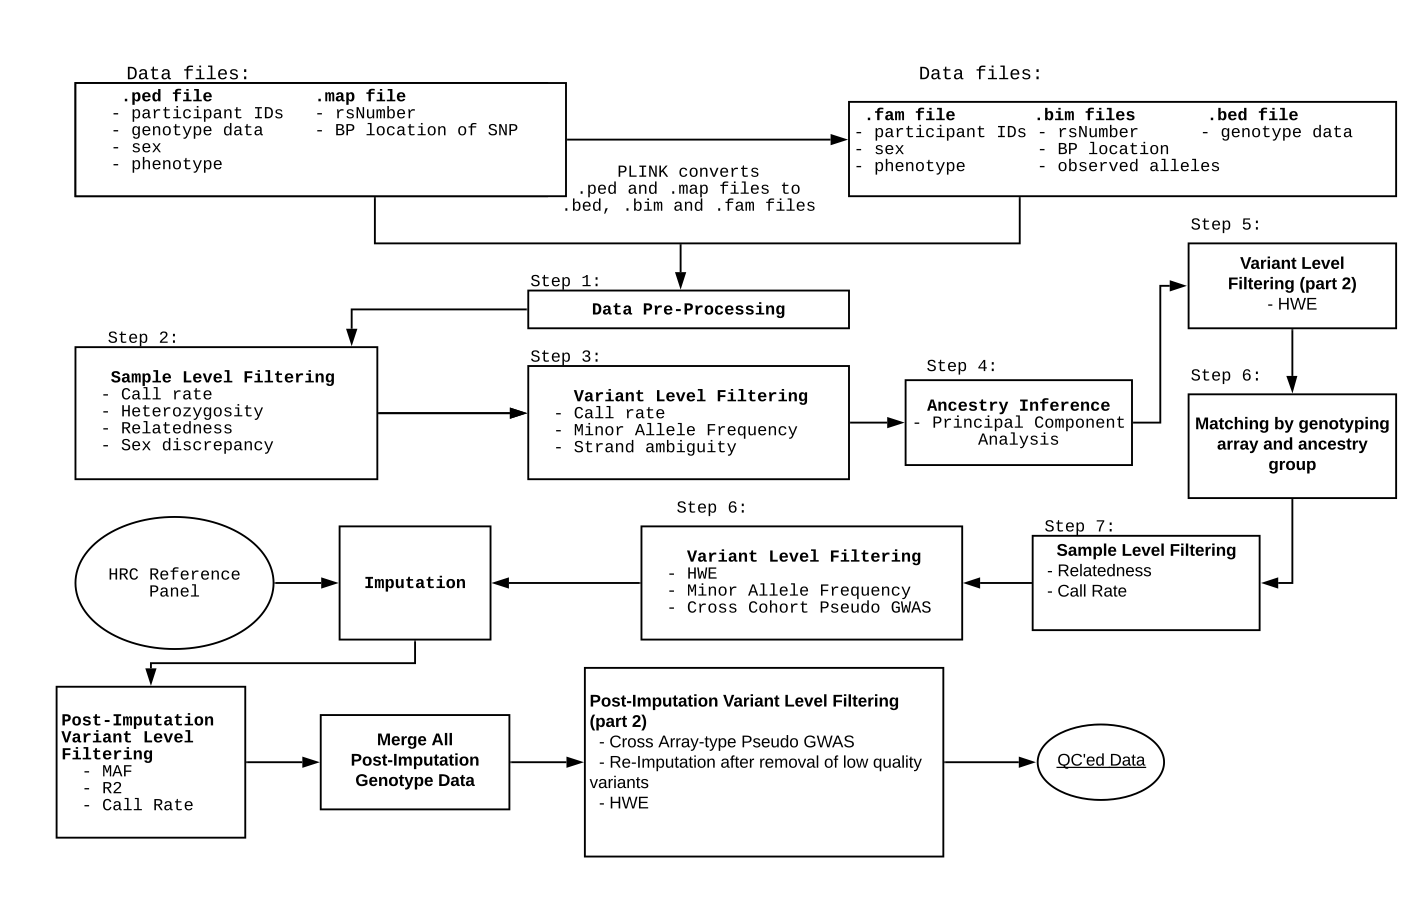 Data files:
.ped file
- participant IDs
- genotype data
- sex
- phenotype
.map file
- rsNumber
- BP location of SNP
PLINK converts
.ped and .map files to
.bed, .bim and .fam files
Data files:
.fam file
- participant IDs
- sex
- phenotype
.bim files
- rsNumber
- BP location
- observed alleles
.bed file
- genotype data
Step 1:
Data Pre-Processing
Step 2:
Sample Level Filtering
- Call rate
- Heterozygosity
- Relatedness
- Sex discrepancy
Step 3:
Variant Level Filtering
- Call rate
- Minor Allele Frequency
- Strand ambiguity
Step 4:
Ancestry Inference
- Principal Component
Analysis
Step 5:
Variant Level
Filtering (part 2)
- HWE
Step 6:
Matching by genotyping
array and ancestry
group
Step 7:
Sample Level Filtering
- Relatedness
- Call Rate
Step 6:
Variant Level Filtering
- HWE
- Minor Allele Frequency
- Cross Cohort Pseudo GWAS
Imputation
HRC Reference
Panel
Post-Imputation
Variant Level
Filtering
- MAF
- R2
- Call Rate
Merge All
Post-Imputation
Genotype Data
Post-Imputation Variant Level Filtering
(part 2)
- Cross Array-type Pseudo GWAS
- Re-Imputation after removal of low quality
variants
- HWE
QC'ed Data